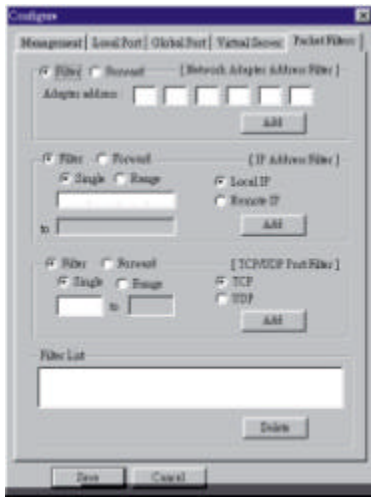 Configure
Management Local Port Global Port Virtual Server Packet Filters
Filter Forward [ Network Adapter Address Filter ]
Adapter address
Add
Filter Forward [ IP Address Filter ]
Single Range Local IP
Remote IP
to Add
Filter Forward [ TCP/UDP Port Filter ]
Single Range TCP
to UDP
Add
Filter List
Delete
Save Cancel